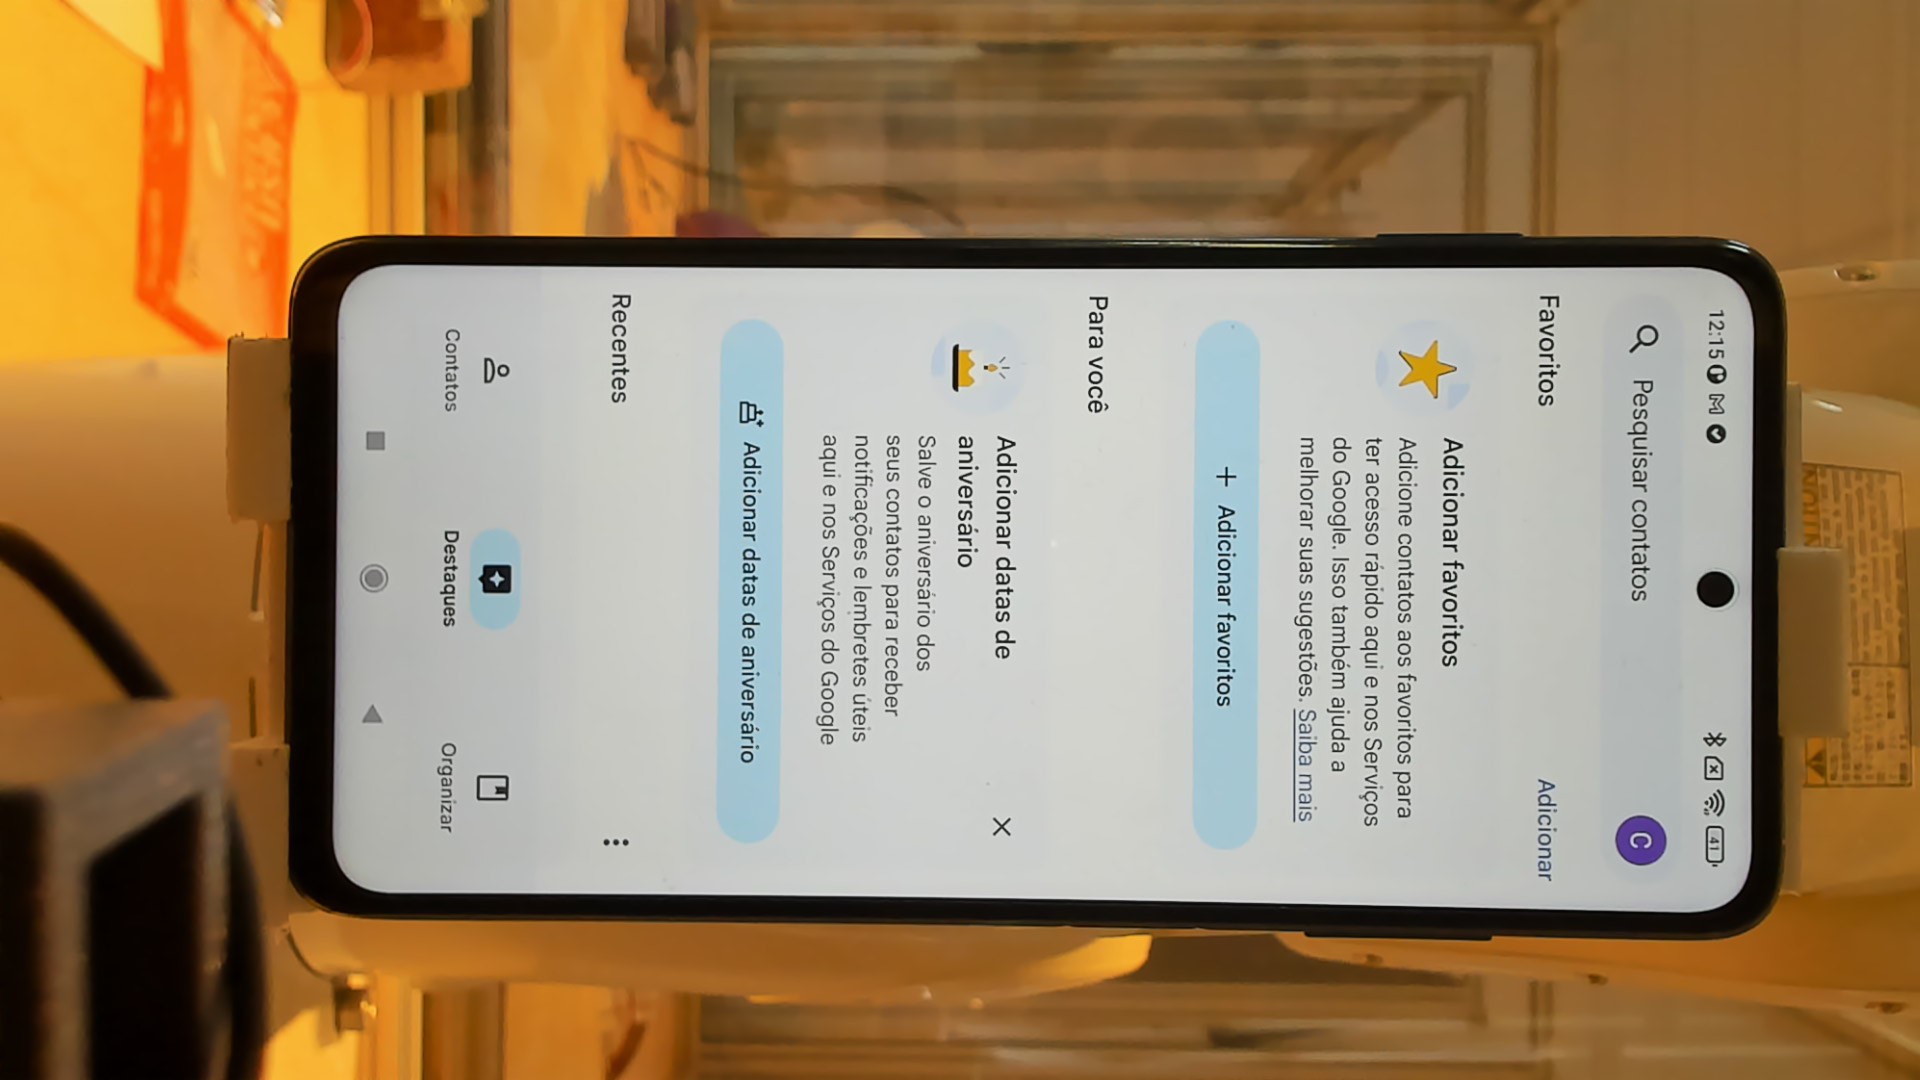 12:15
41
Pesquisar contatos
C
Favoritos
Adicionar
Adicionar favoritos
Adicione contatos aos favoritos para
ter acesso rápido aqui e nos Serviços
do Google. Isso também ajuda a
melhorar suas sugestões. Saiba mais
+ Adicionar favoritos
Para você
Adicionar datas de
aniversário
Salve o aniversário dos
seus contatos para receber
notificações e lembretes úteis
aqui e nos Serviços do Google
Adicionar datas de aniversário
Recentes
Contatos
Destaques
Organizar